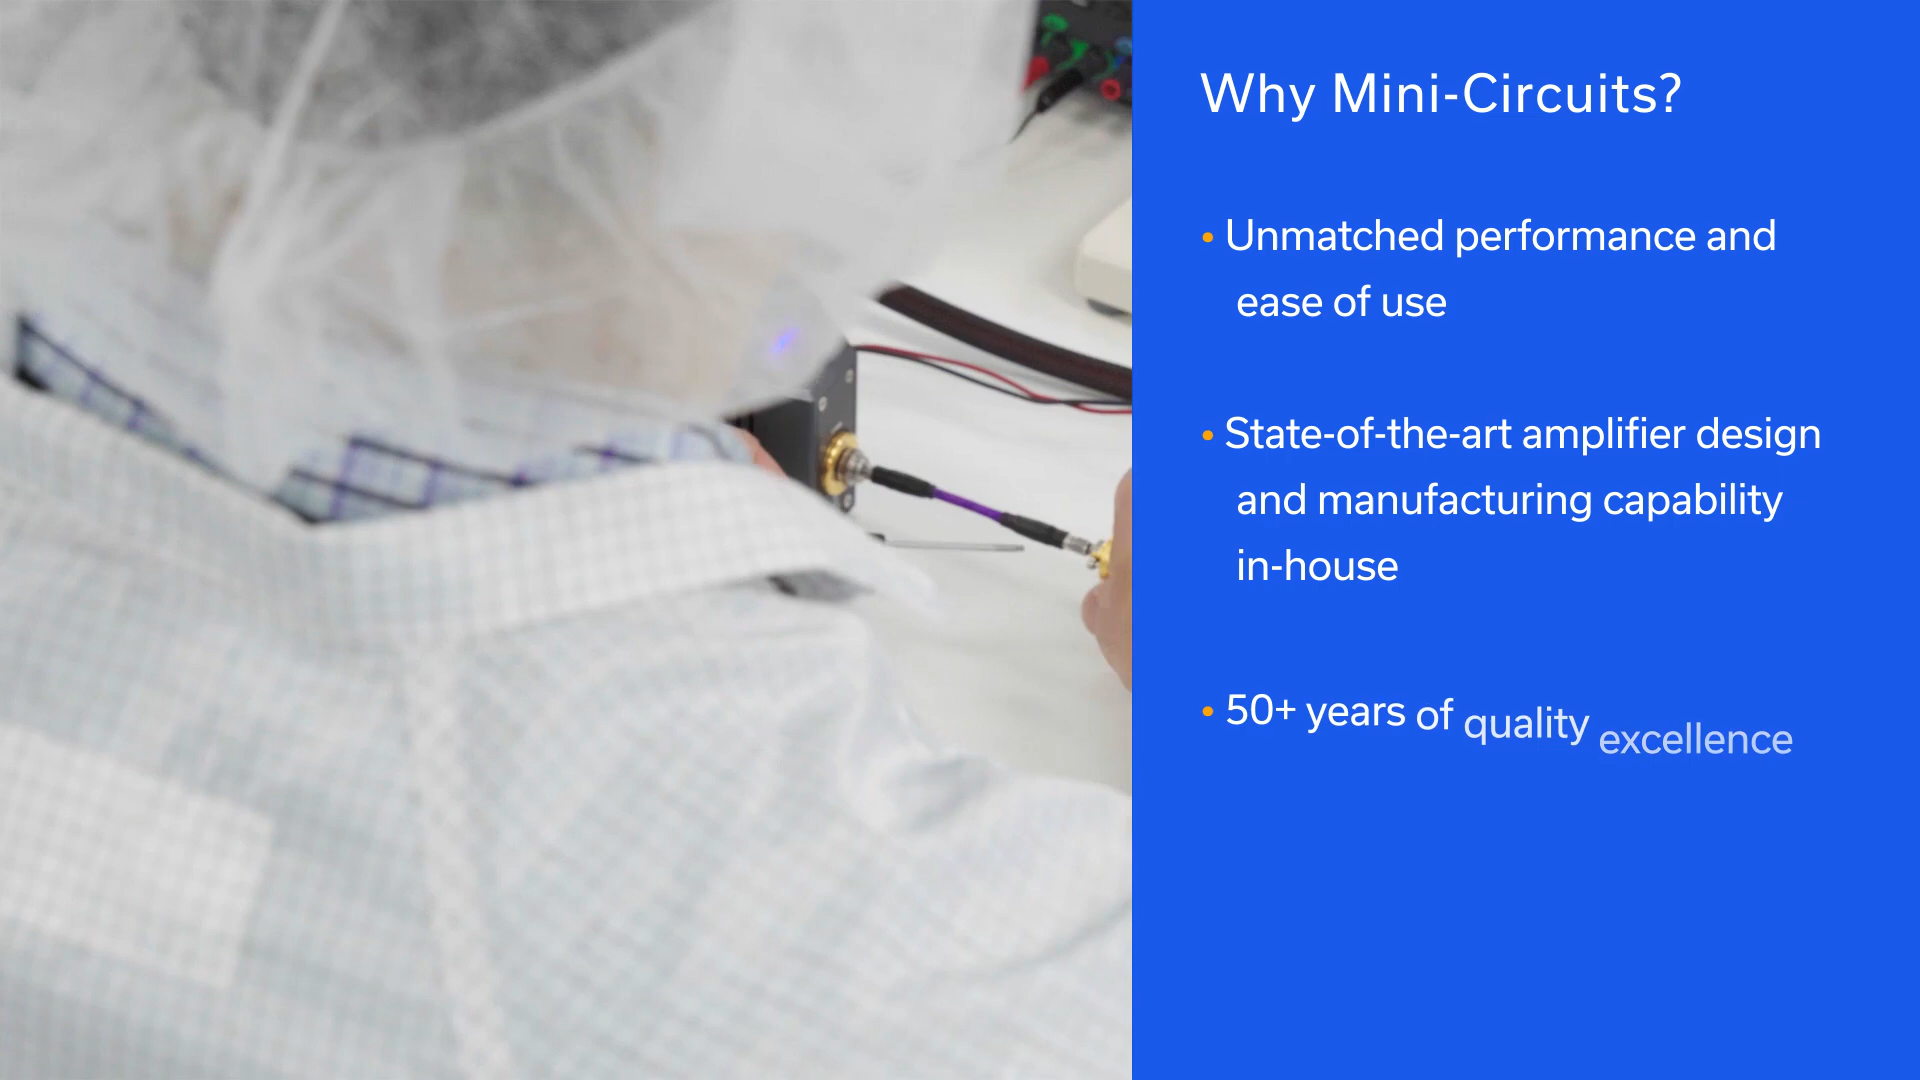 Why Mini-Circuits?
• Unmatched performance and
ease of use
• State-of-the-art amplifier design
and manufacturing capability
in-house
• 50+ years of quality excellence